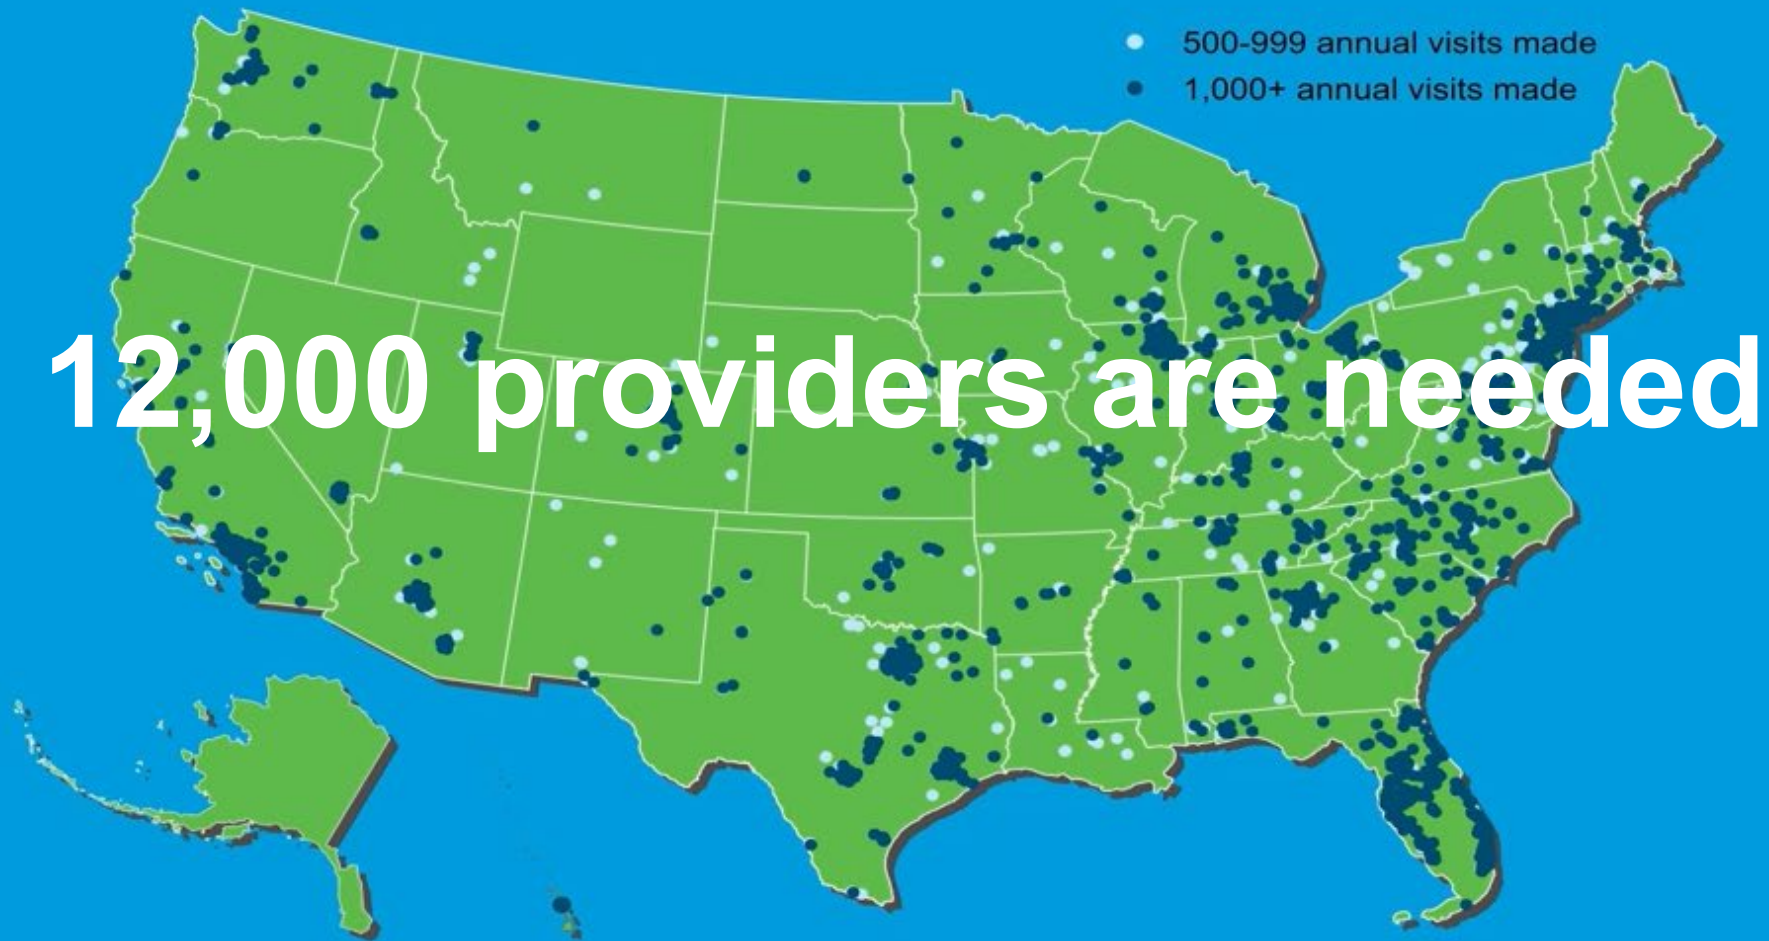 500-999 annual visits made
1,000+ annual visits made
12,000 providers are needed